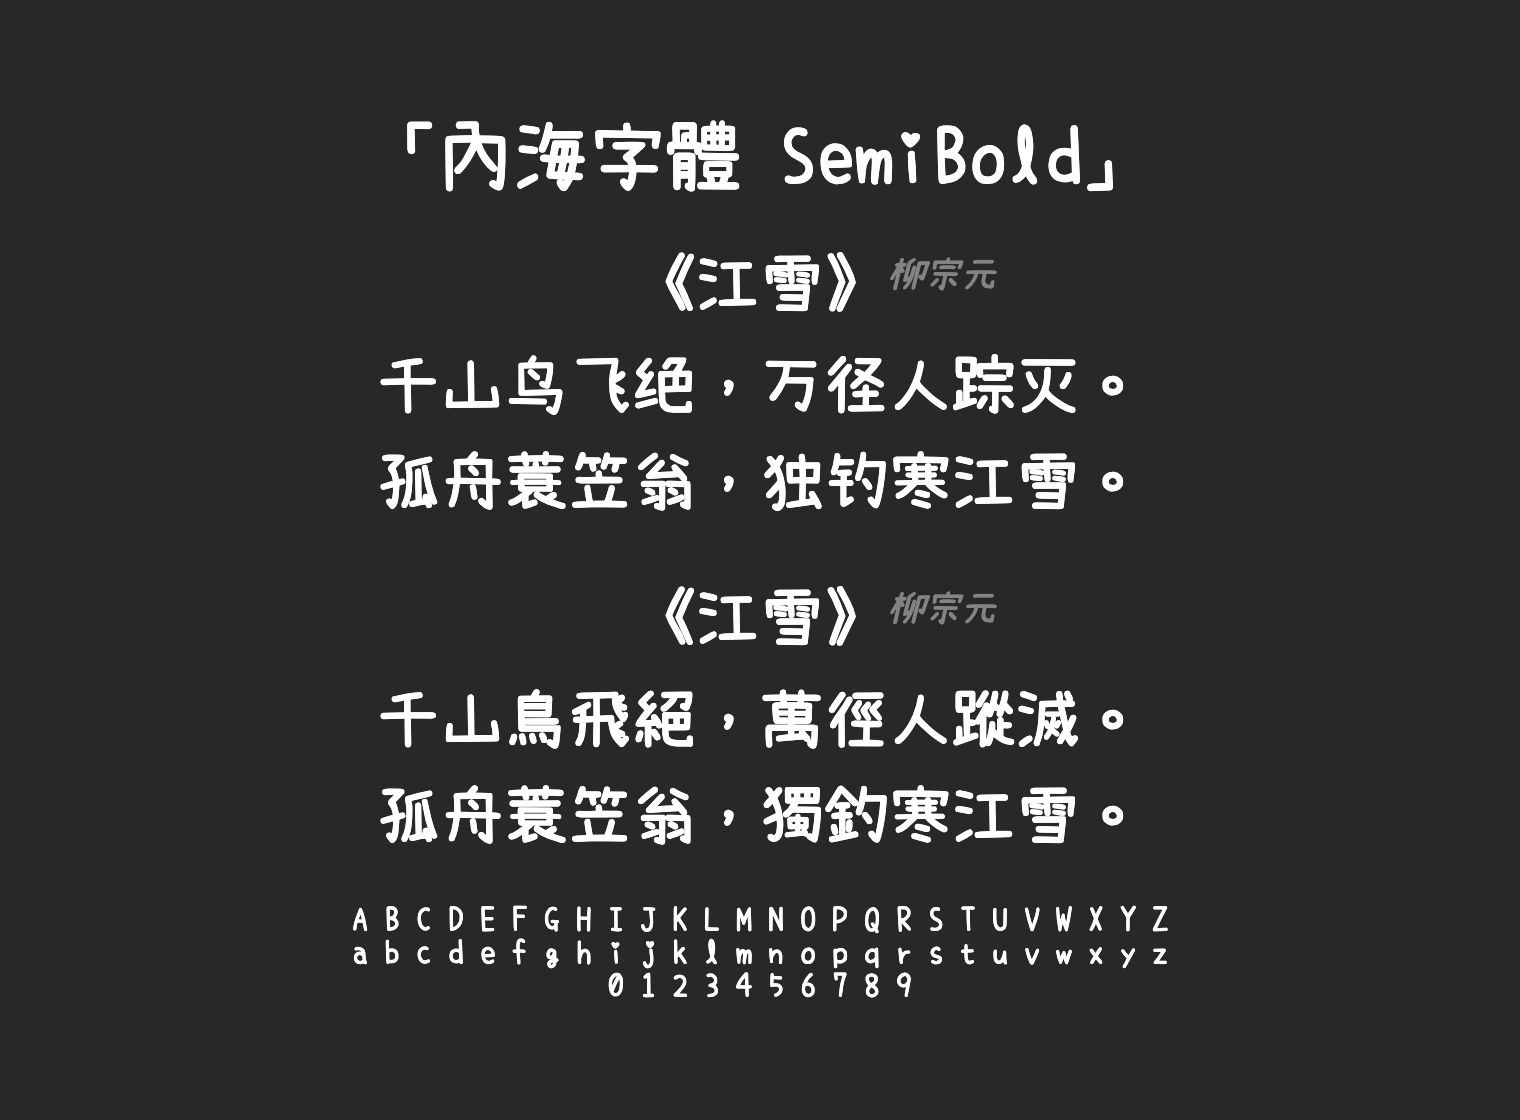 「內海字體 SemiBold」
《江雪》 柳宗元
千山鸟飞绝，万径人踪灭。
孤舟蓑笠翁，独钓寒江雪。
《江雪》 柳宗元
千山鳥飛絕，萬徑人蹤滅。
孤舟蓑笠翁，獨釣寒江雪。
A B C D E F G H I J K L M N O P Q R S T U V W X Y Z
a b c d e f g h i j k l m n o p q r s t u v w x y z
0 1 2 3 4 5 6 7 8 9